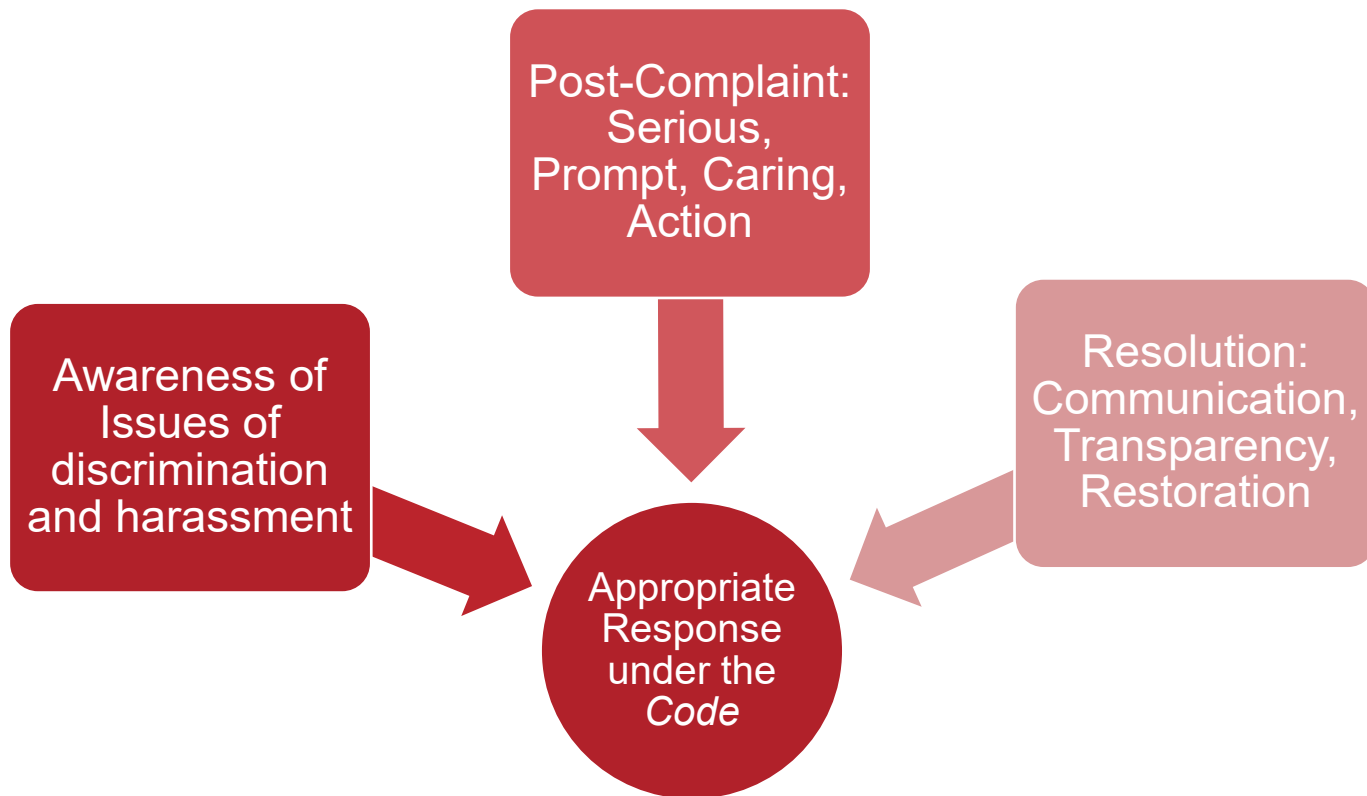 Post-Complaint:
Serious,
Prompt, Caring,
Action
Awareness of
Issues of
discrimination
and harassment
Resolution:
Communication,
Transparency,
Restoration
Appropriate
Response
under the
Code